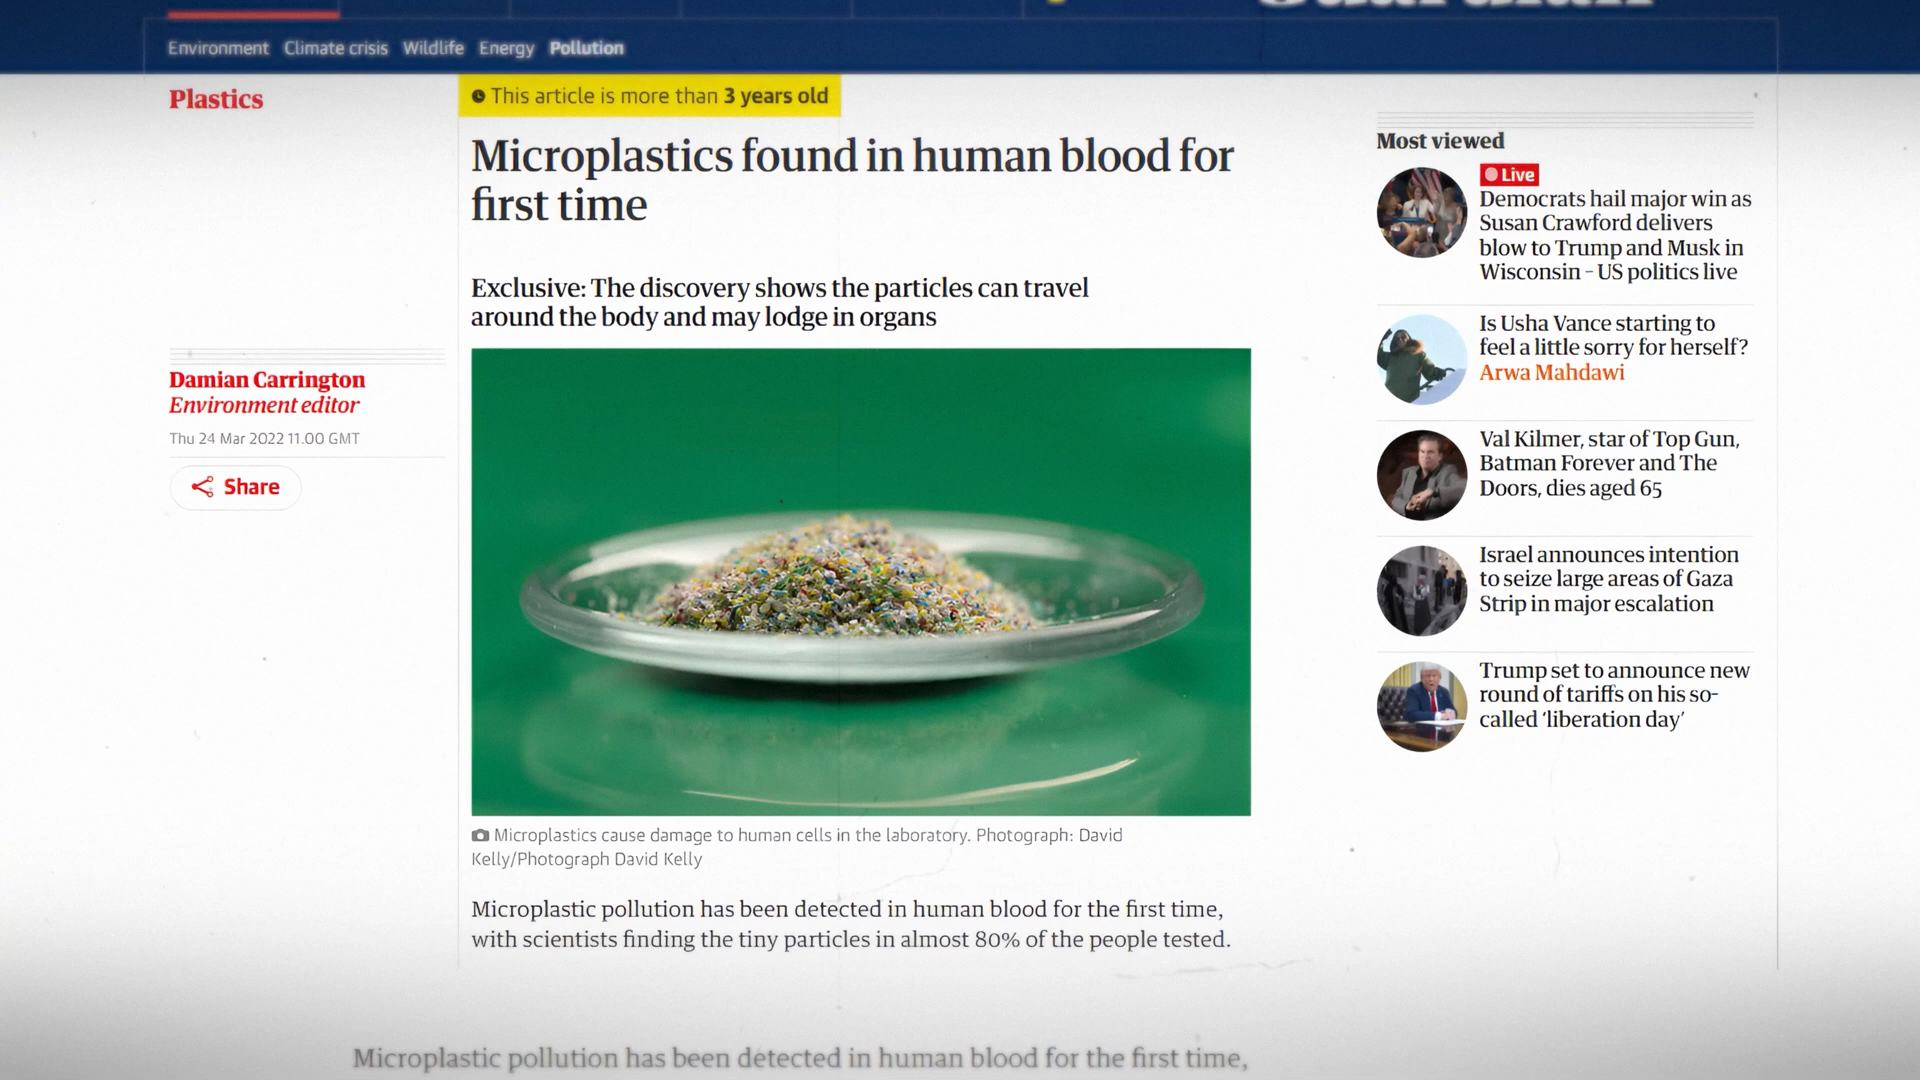 Guardian
Environment Climate crisis Wildlife Energy Pollution
Plastics
This article is more than 3 years old
Microplastics found in human blood for
first time
Exclusive: The discovery shows the particles can travel
around the body and may lodge in organs
Damian Carrington
Environment editor
Thu 24 Mar 2022 11.00 GMT
Share
Microplastics cause damage to human cells in the laboratory. Photograph: David
Kelly/Photograph David Kelly
Microplastic pollution has been detected in human blood for the first time,
with scientists finding the tiny particles in almost 80% of the people tested.
Most viewed
Live
Democrats hail major win as
Susan Crawford delivers
blow to Trump and Musk in
Wisconsin – US politics live
Is Usha Vance starting to
feel a little sorry for herself?
Arwa Mahdawi
Val Kilmer, star of Top Gun,
Batman Forever and The
Doors, dies aged 65
Israel announces intention
to seize large areas of Gaza
Strip in major escalation
Trump set to announce new
round of tariffs on his so-
called ‘liberation day’
Microplastic pollution has been detected in human blood for the first time,